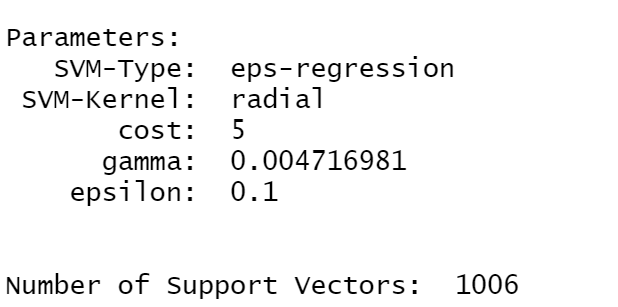 Parameters:
SVM-Type: eps-regression
SVM-Kernel: radial
cost: 5
gamma: 0.004716981
epsilon: 0.1
Number of Support Vectors: 1006